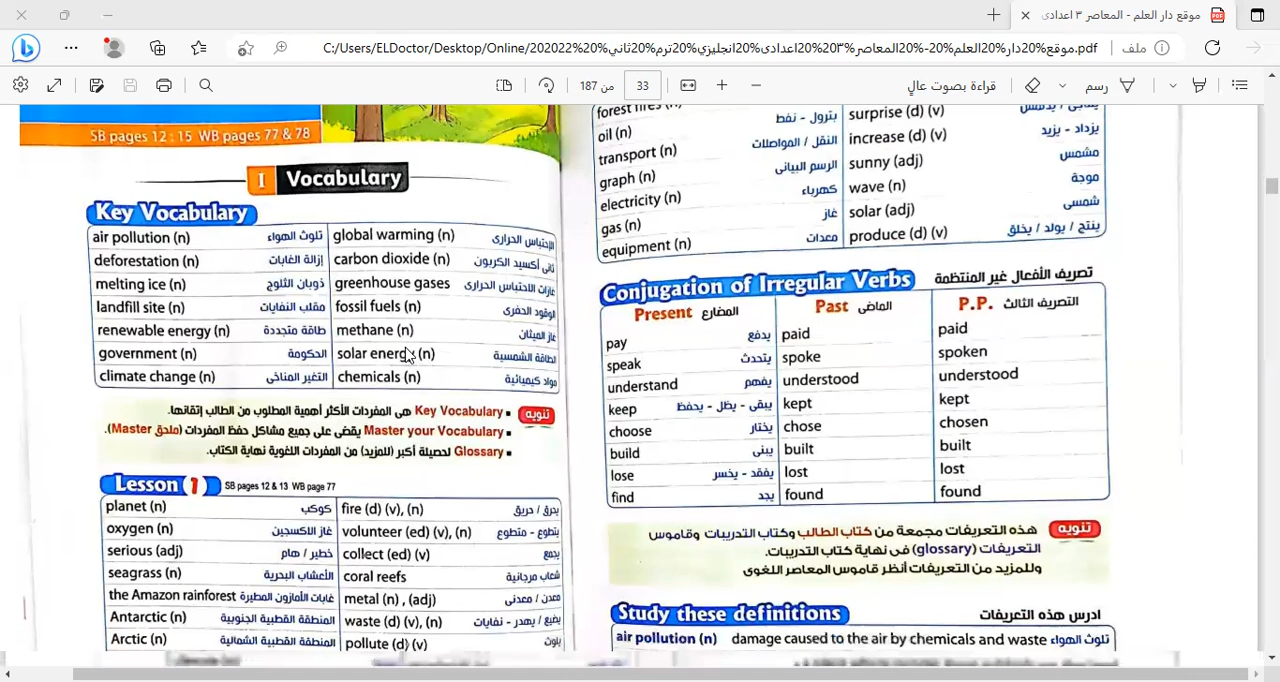 موقع دار العلم - المعاصر ٣ اعدادى
C:/Users/ELDoctor/Desktop/Online/202022%20%موقع%20دار%20العلم%20-%20المعاصر%20٣%20اعدادى%20انجليزي%20ترم%20ثاني.pdf
ملف
33
من 187
قراءة بصوت عالٍ
رسم
SB pages 12 : 15 WB pages 77 & 78
I Vocabulary
Key Vocabulary
air pollution (n) تلوث الهواء global warming (n) الإحتباس الحرارى
deforestation (n) إزالة الغابات carbon dioxide (n) ثانى أكسيد الكربون
melting ice (n) ذوبان الثلوج greenhouse gases غازات الاحتباس الحرارى
landfill site (n) مقلب النفايات fossil fuels (n) الوقود الحفرى
renewable energy (n) طاقة متجددة methane (n) غاز الميثان
government (n) الحكومة solar energy (n) الطاقة الشمسية
climate change (n) التغير المناخى chemicals (n) مواد كيميائية
تنويه
Key Vocabulary هى المفردات الأكثر أهمية المطلوب من الطالب إتقانها.
Master your Vocabulary يقضى على جميع مشاكل حفظ المفردات (ملحق Master).
Glossary لحصيلة أكبر (للمزيد) من المفردات اللغوية نهاية الكتاب.
Lesson (1) SB pages 12 & 13 WB page 77
planet (n) كوكب fire (d) (v), (n) يحرق / حريق
oxygen (n) غاز الاكسجين volunteer (ed) (v), (n) يتطوع - متطوع
serious (adj) خطير / هام collect (ed) (v) يجمع
seagrass (n) الأعشاب البحرية coral reefs شعاب مرجانية
the Amazon rainforest غابات الأمازون المطيرة metal (n) , (adj) معدن / معدنى
Antarctic (n) المنطقة القطبية الجنوبية waste (d) (v), (n) يضيع / يهدر - نفايات
Arctic (n) المنطقة القطبية الشمالية pollute (d) (v) يلوث
forest fires (n) surprise (d) (v)
oil (n) بترول - نفط increase (d) (v) يزداد - يزيد
transport (n) النقل / المواصلات sunny (adj) مشمس
graph (n) الرسم البيانى wave (n) موجة
electricity (n) كهرباء solar (adj) شمسى
gas (n) غاز produce (d) (v) ينتج / يولد / يخلق
equipment (n) معدات
Conjugation of Irregular Verbs تصريف الأفعال غير المنتظمة
Present المضارع Past الماضى P.P. التصريف الثالث
pay يدفع paid paid
speak يتحدث spoke spoken
understand يفهم understood understood
keep يبقى - يظل - يحفظ kept kept
choose يختار chose chosen
build يبنى built built
lose يفقد - يخسر lost lost
find يجد found found
تنويه
هذه التعريفات مجمعة من كتاب الطالب وكتاب التدريبات وقاموس
التعريفات (glossary) فى نهاية كتاب التدريبات.
وللمزيد من التعريفات أنظر قاموس المعاصر اللغوى
Study these definitions ادرس هذه التعريفات
air pollution (n) damage caused to the air by chemicals and waste تلوث الهواء